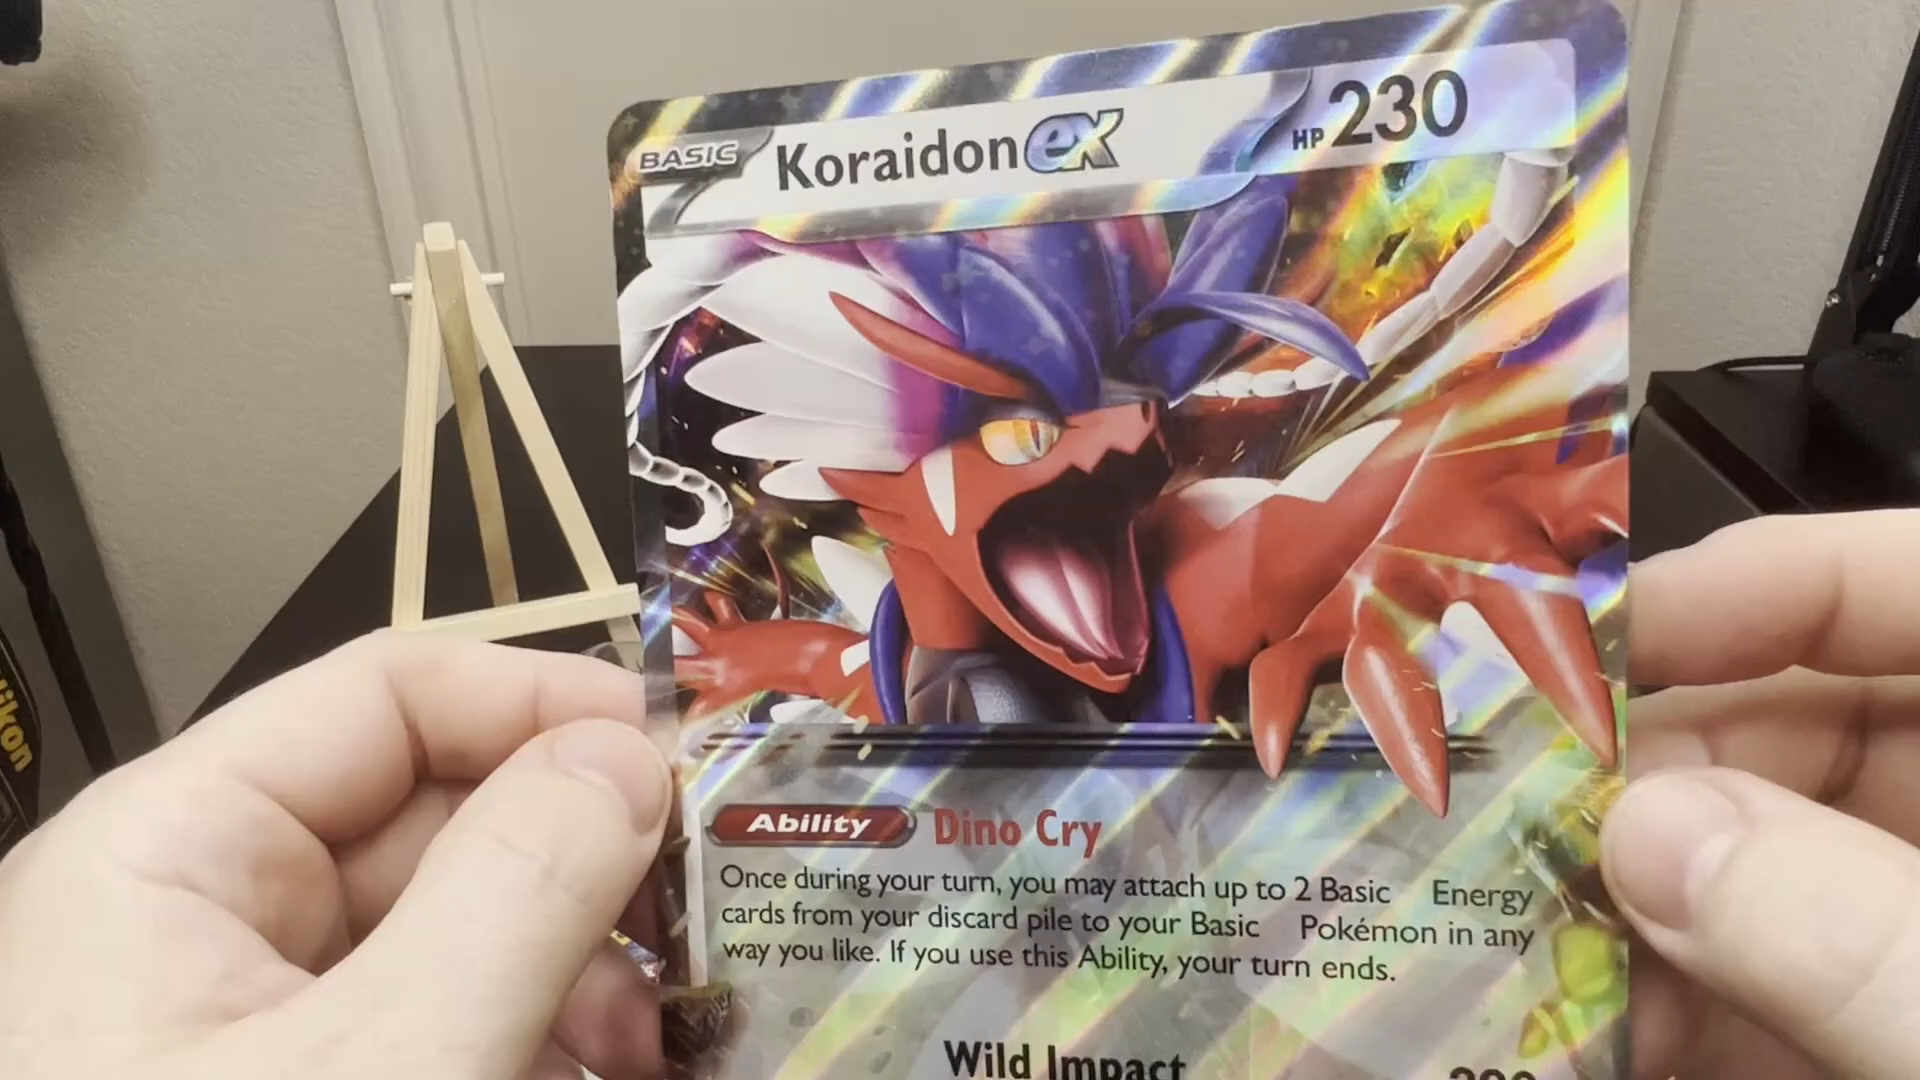 BASIC Koraidon ex HP 230
Ability Dino Cry
Once during your turn, you may attach up to 2 Basic Energy
cards from your discard pile to your Basic Pokémon in any
way you like. If you use this Ability, your turn ends.
Wild Impact
Nikon